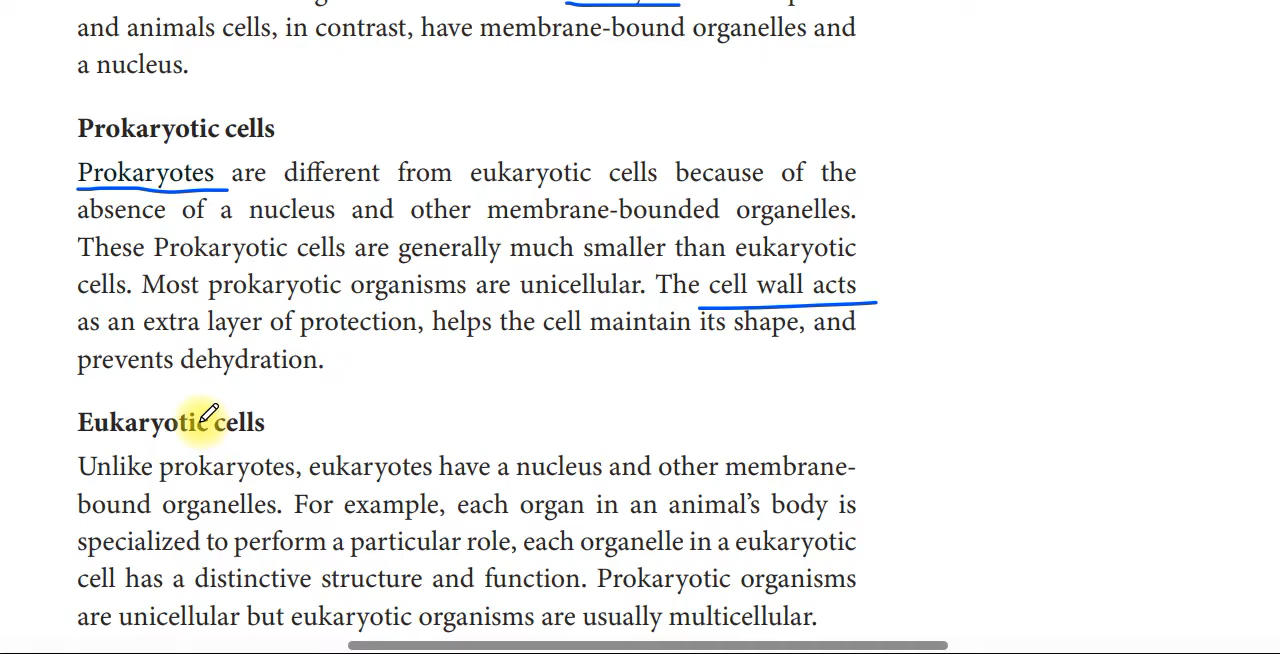 and animals cells, in contrast, have membrane-bound organelles and
a nucleus.
Prokaryotic cells
Prokaryotes are different from eukaryotic cells because of the
absence of a nucleus and other membrane-bounded organelles.
These Prokaryotic cells are generally much smaller than eukaryotic
cells. Most prokaryotic organisms are unicellular. The cell wall acts
as an extra layer of protection, helps the cell maintain its shape, and
prevents dehydration.
Eukaryotic cells
Unlike prokaryotes, eukaryotes have a nucleus and other membrane-
bound organelles. For example, each organ in an animal’s body is
specialized to perform a particular role, each organelle in a eukaryotic
cell has a distinctive structure and function. Prokaryotic organisms
are unicellular but eukaryotic organisms are usually multicellular.